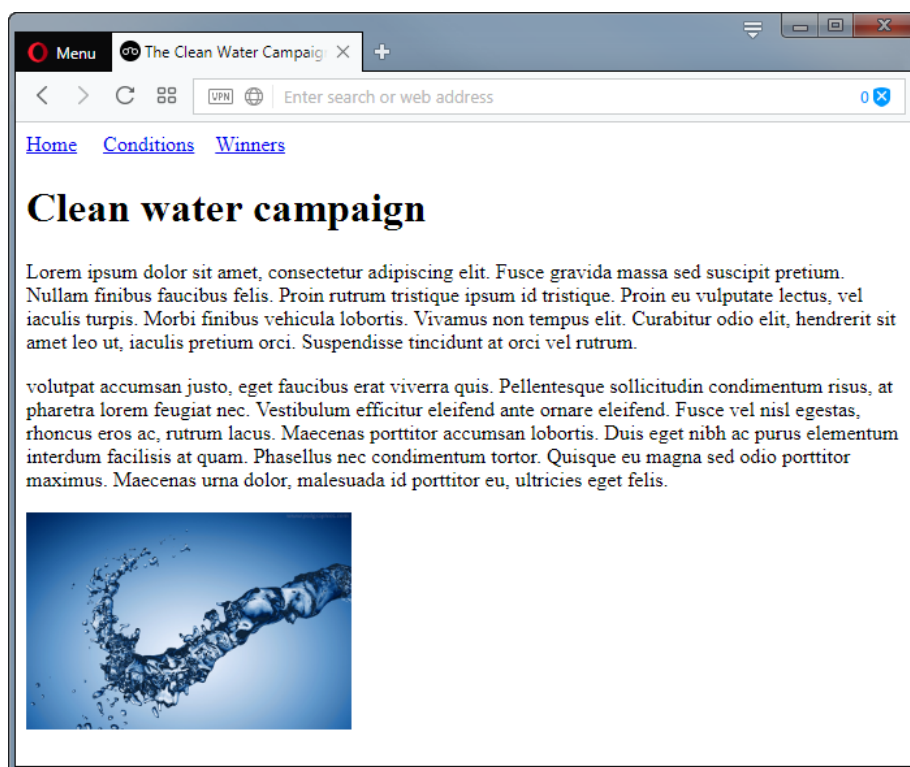 Menu
The Clean Water Campaig
VPN
Enter search or web address
0
Home Conditions Winners
Clean water campaign
Lorem ipsum dolor sit amet, consectetur adipiscing elit. Fusce gravida massa sed suscipit pretium.
Nullam finibus faucibus felis. Proin rutrum tristique ipsum id tristique. Proin eu vulputate lectus, vel
iaculis turpis. Morbi finibus vehicula lobortis. Vivamus non tempus elit. Curabitur odio elit, hendrerit sit
amet leo ut, iaculis pretium orci. Suspendisse tincidunt at orci vel rutrum.
volutpat accumsan justo, eget faucibus erat viverra quis. Pellentesque sollicitudin condimentum risus, at
pharetra lorem feugiat nec. Vestibulum efficitur eleifend ante ornare eleifend. Fusce vel nisl egestas,
rhoncus eros ac, rutrum lacus. Maecenas porttitor accumsan lobortis. Duis eget nibh ac purus elementum
interdum facilisis at quam. Phasellus nec condimentum tortor. Quisque eu magna sed odio porttitor
maximus. Maecenas urna dolor, malesuada id porttitor eu, ultricies eget felis.